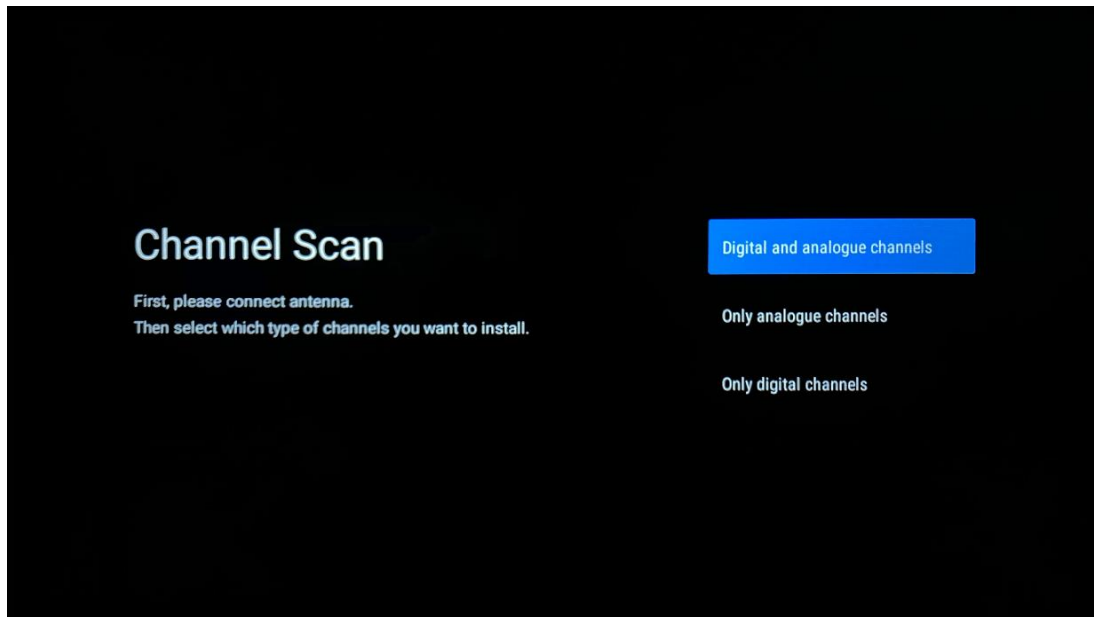 Channel Scan
First, please connect antenna.
Then select which type of channels you want to install.
Digital and analogue channels
Only analogue channels
Only digital channels